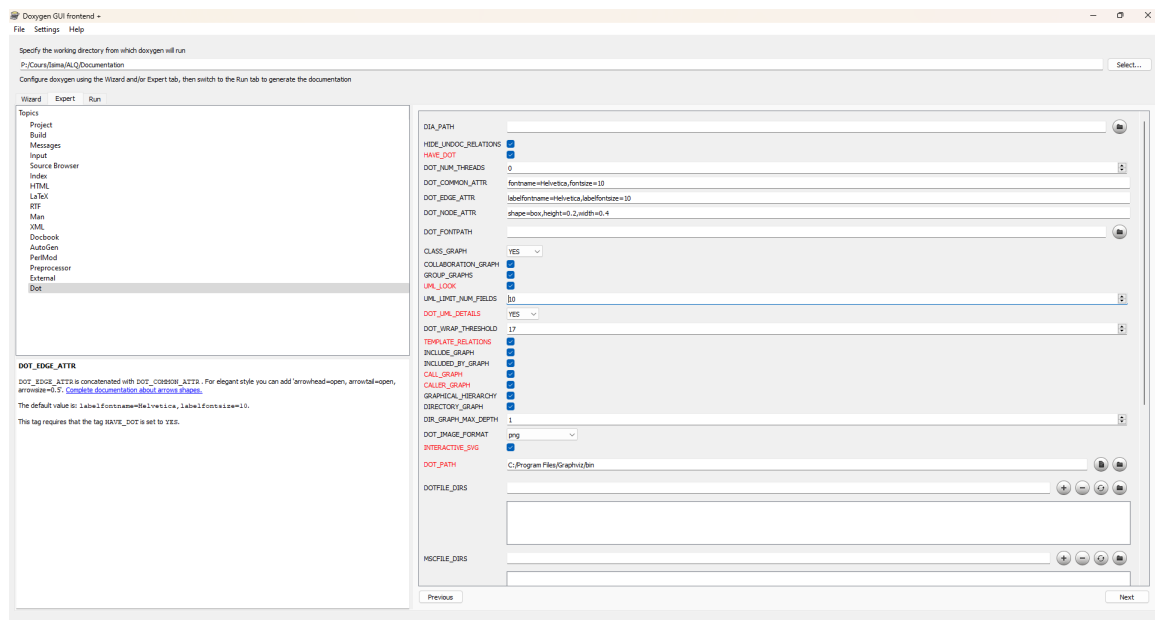 Doxygen GUI frontend +
File Settings Help
Specify the working directory from which doxygen will run
P:/Cours/Isima/ALQ/Documentation
Select...
Configure doxygen using the Wizard and/or Expert tab, then switch to the Run tab to generate the documentation
Wizard Expert Run
Topics
Project
Build
Messages
Input
Source Browser
Index
HTML
LaTeX
RTF
Man
XML
Docbook
AutoGen
PerlMod
Preprocessor
External
Dot
DOT_EDGE_ATTR
DOT_EDGE_ATTR is concatenated with DOT_COMMON_ATTR. For elegant style you can add 'arrowhead=open, arrowtail=open,
arrowsize=0.5'. Complete documentation about arrows shapes.
The default value is: labelfontname=Helvetica,labelfontsize=10.
This tag requires that the tag HAVE_DOT is set to YES.
DIA_PATH
HIDE_UNDOC_RELATIONS
HAVE_DOT
DOT_NUM_THREADS 0
DOT_COMMON_ATTR fontname=Helvetica,fontsize=10
DOT_EDGE_ATTR labelfontname=Helvetica,labelfontsize=10
DOT_NODE_ATTR shape=box,height=0.2,width=0.4
DOT_FONTPATH
CLASS_GRAPH YES
COLLABORATION_GRAPH
GROUP_GRAPHS
UML_LOOK
UML_LIMIT_NUM_FIELDS 10
DOT_UML_DETAILS YES
DOT_WRAP_THRESHOLD 17
TEMPLATE_RELATIONS
INCLUDE_GRAPH
INCLUDED_BY_GRAPH
CALL_GRAPH
CALLER_GRAPH
GRAPHICAL_HIERARCHY
DIRECTORY_GRAPH
DIR_GRAPH_MAX_DEPTH 1
DOT_IMAGE_FORMAT png
INTERACTIVE_SVG
DOT_PATH C:/Program Files/Graphviz/bin
DOTFILE_DIRS
MSCFILE_DIRS
Previous
Next